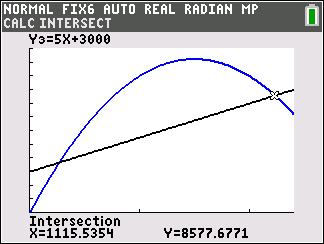 NORMAL FIX6 AUTO REAL RADIAN MP
CALC INTERSECT
Y₃=5X+3000
Intersection
X=1115.5354 Y=8577.6771